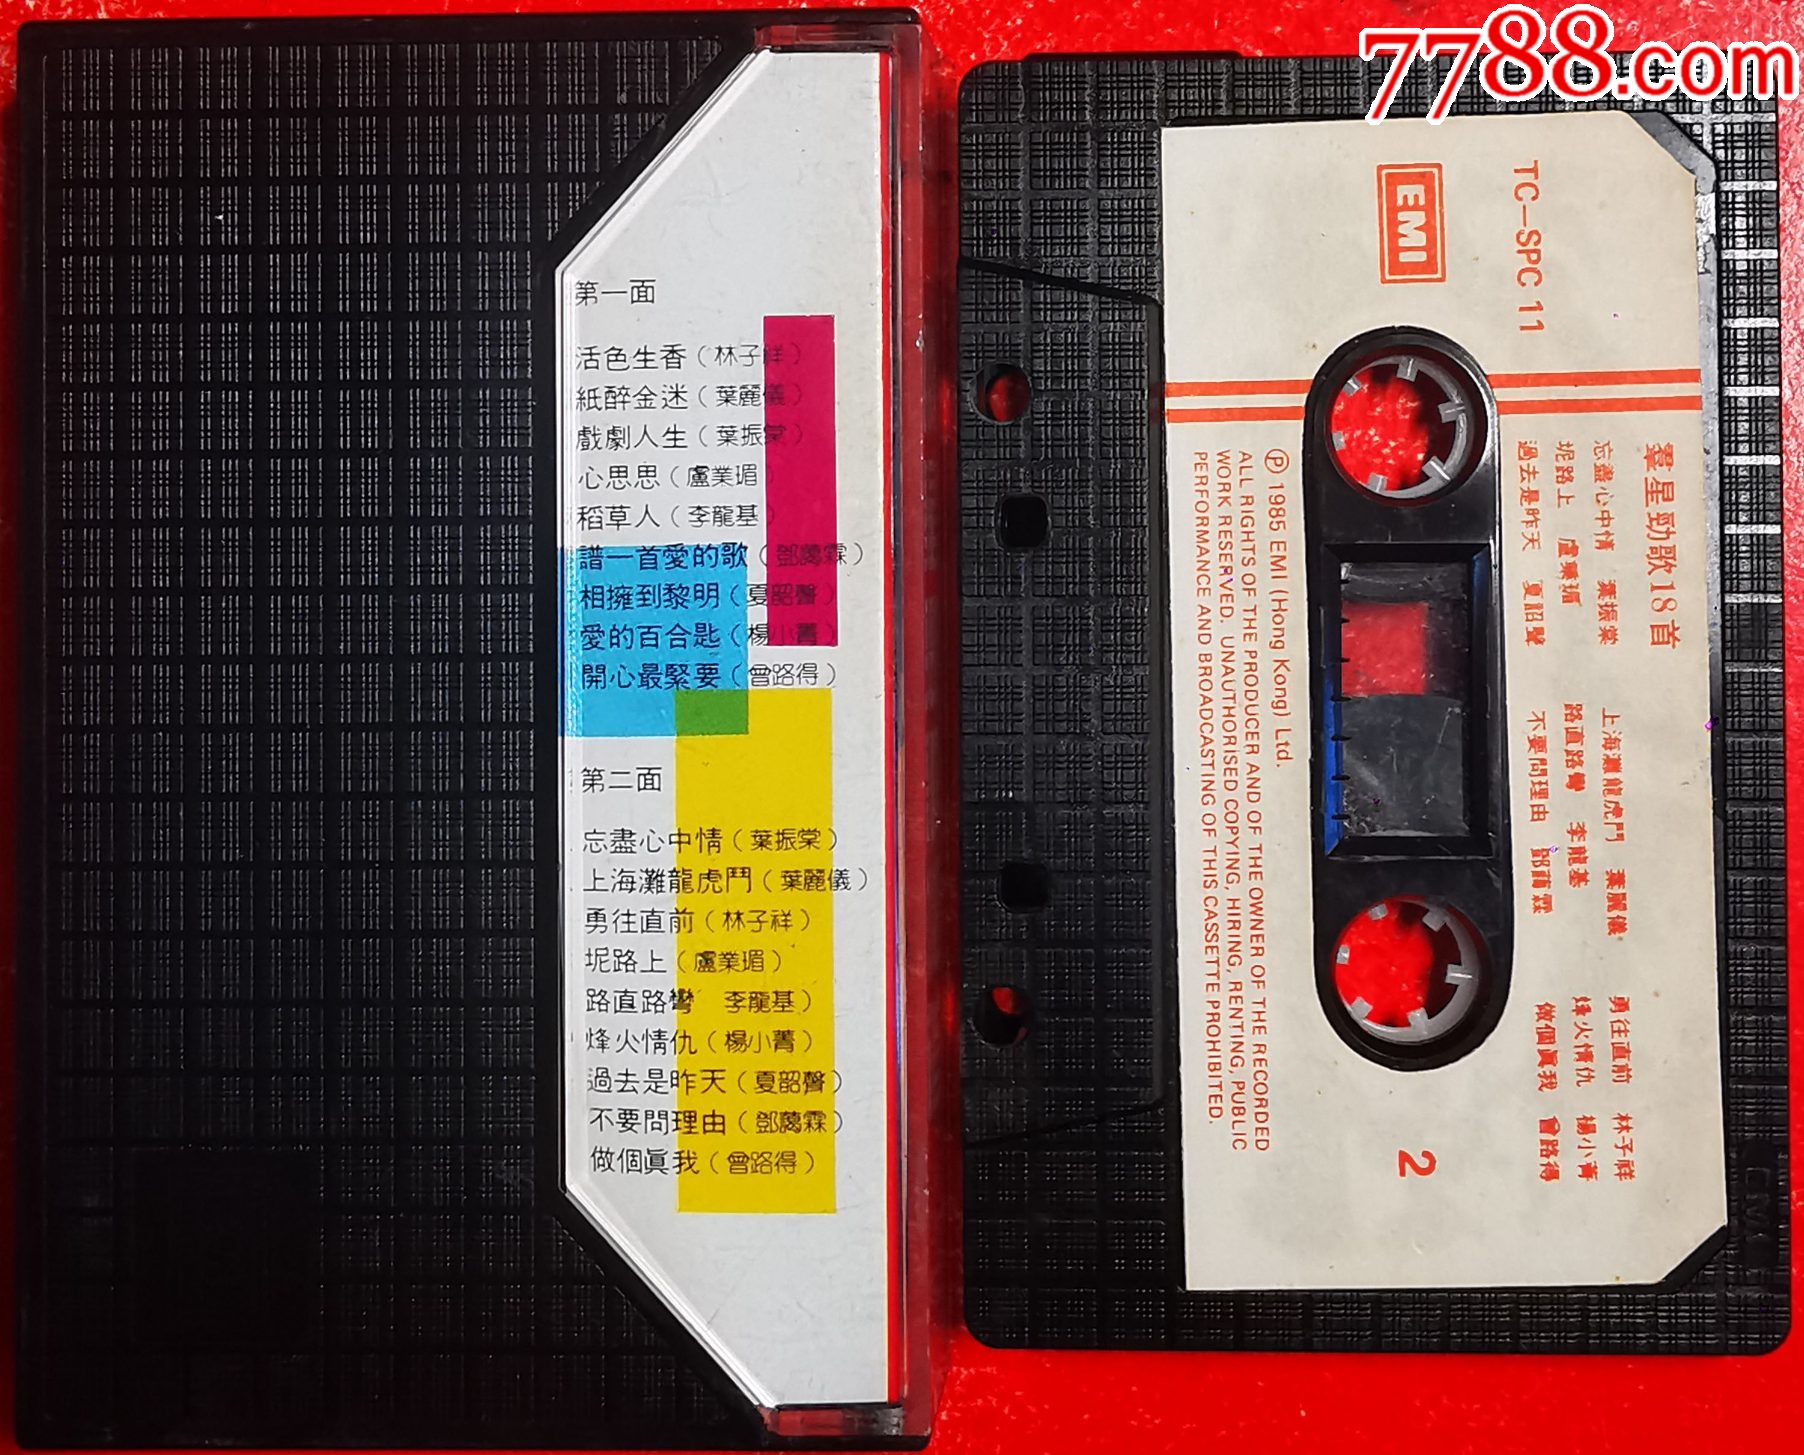 7788.com
第一面
活色生香（林子祥）
紙醉金迷（葉麗儀）
戲劇人生（葉振棠）
心思思（盧業瑂）
稻草人（李龍基）
譜一首愛的歌（鄧藹霖）
相擁到黎明（夏韶聲）
愛的百合匙（楊小菁）
開心最緊要（曾路得）
第二面
忘盡心中情（葉振棠）
上海灘龍虎鬥（葉麗儀）
勇往直前（林子祥）
坭路上（盧業瑂）
路直路彎 李龍基）
烽火情仇（楊小菁）
過去是昨天（夏韶聲）
不要問理由（鄧藹霖）
做個眞我（曾路得）
TC-SPC 11
EMI
羣星勁歌18首
忘盡心中情 葉振棠 上海灘龍虎鬥 葉麗儀 勇往直前 林子祥
坭路上 盧業瑂 路直路彎 李龍基 烽火情仇 楊小菁
過去是昨天 夏韶聲 不要問理由 鄧藹霖 做個眞我 曾路得
2
Ⓟ 1985 EMI (Hong Kong) Ltd.
ALL RIGHTS OF THE PRODUCER AND OF THE OWNER OF THE RECORDED
WORK RESERVED. UNAUTHORISED COPYING, HIRING, RENTING, PUBLIC
PERFORMANCE AND BROADCASTING OF THIS CASSETTE PROHIBITED.